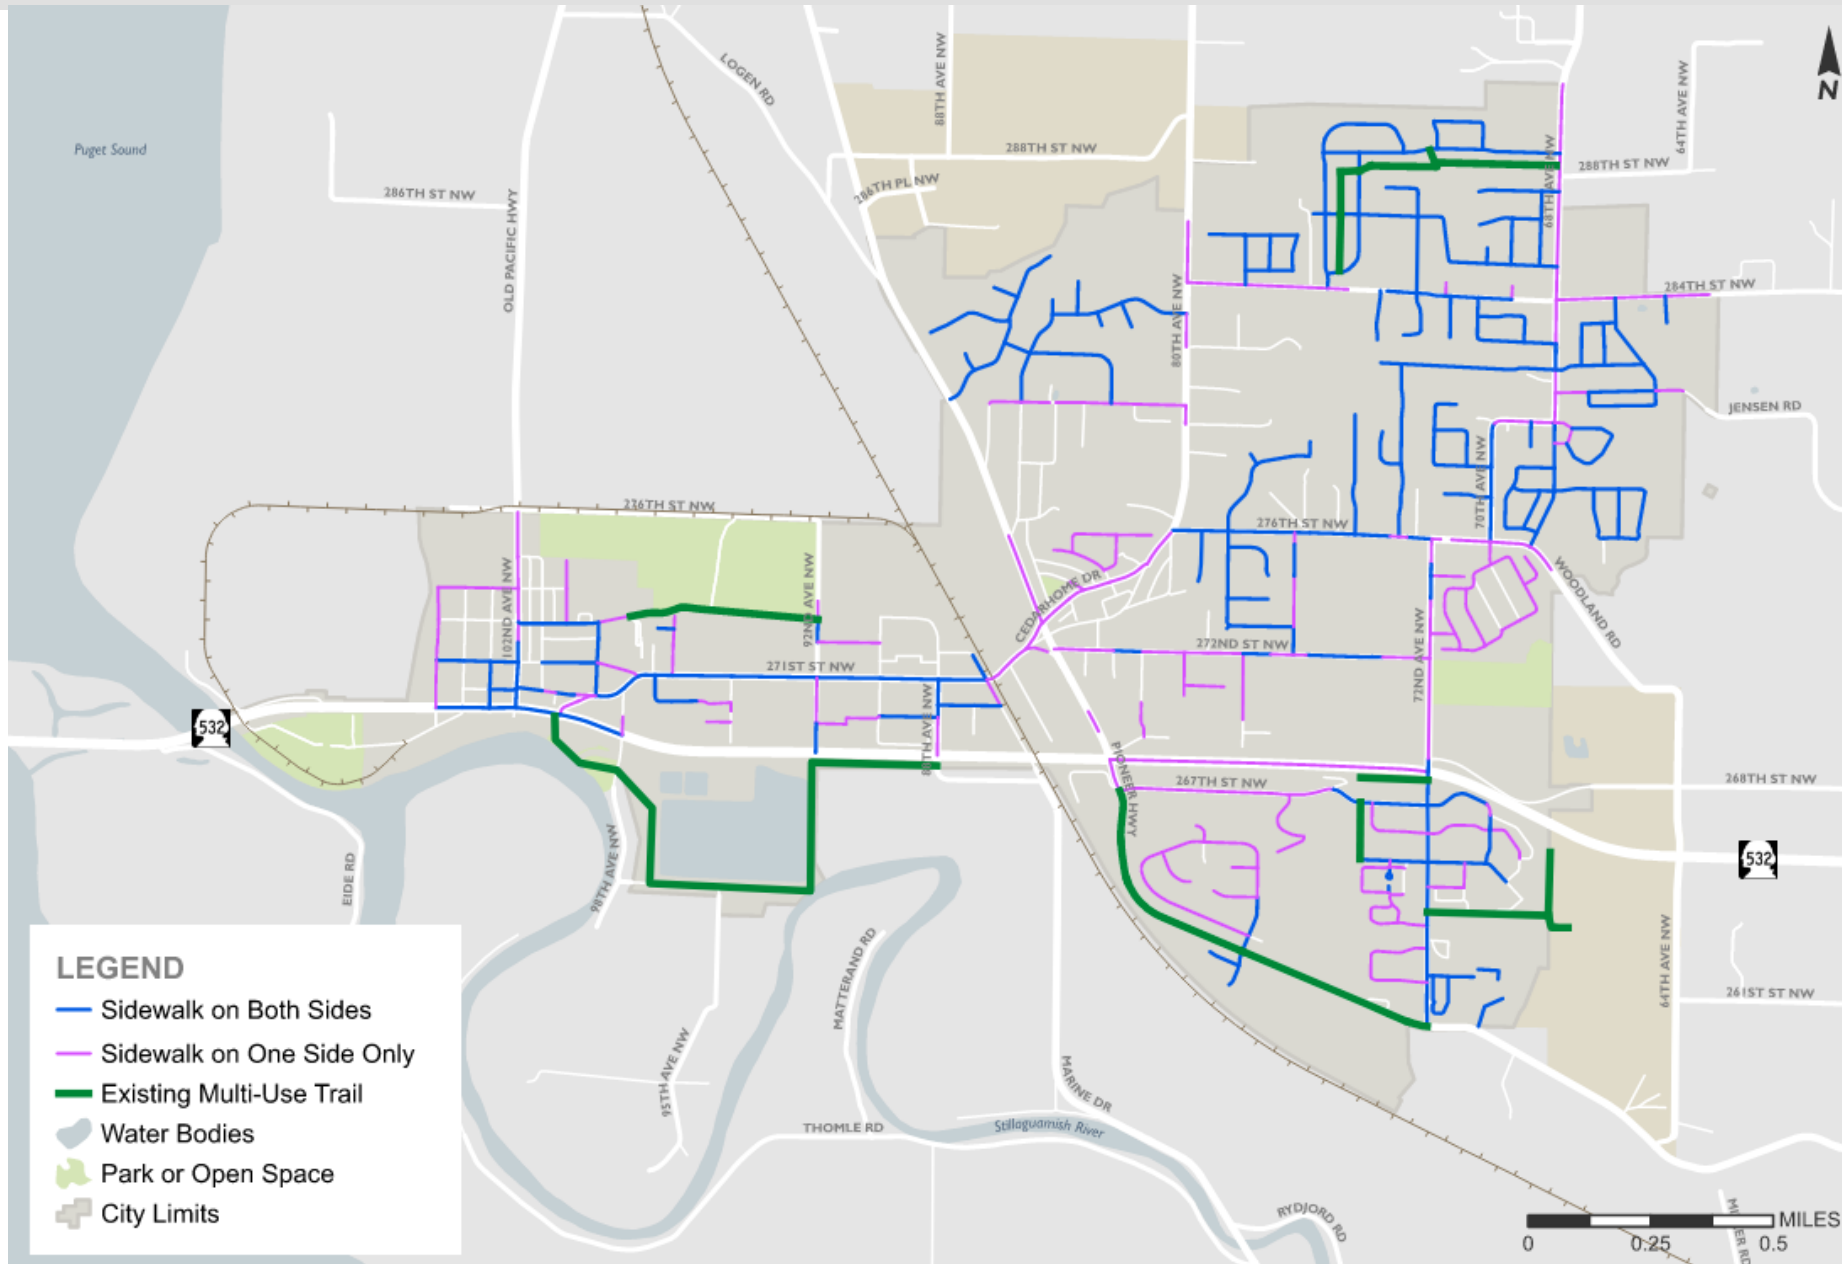 N
LOGEN RD
88TH AVE NW
64TH AVE NW
Puget Sound
288TH ST NW
288TH ST NW
286TH ST NW
286TH PL NW
68TH AVE NW
OLD PACIFIC HWY
284TH ST NW
80TH AVE NW
JENSEN RD
70TH AVE NW
276TH ST NW
276TH ST NW
102ND AVE NW
92ND AVE NW
CEDARHOME DR
WOODLAND RD
272ND ST NW
72ND AVE NW
271ST ST NW
532
88TH AVE NW
PIONEER HWY
267TH ST NW
268TH ST NW
532
EIDE RD
98TH AVE NW
MATTERAND RD
64TH AVE NW
261ST ST NW
95TH AVE NW
MARINE DR
THOMLE RD
Stillaguamish River
RYDJORD RD
LEGEND
Sidewalk on Both Sides
Sidewalk on One Side Only
Existing Multi-Use Trail
Water Bodies
Park or Open Space
City Limits
MILES
0 0.25 0.5